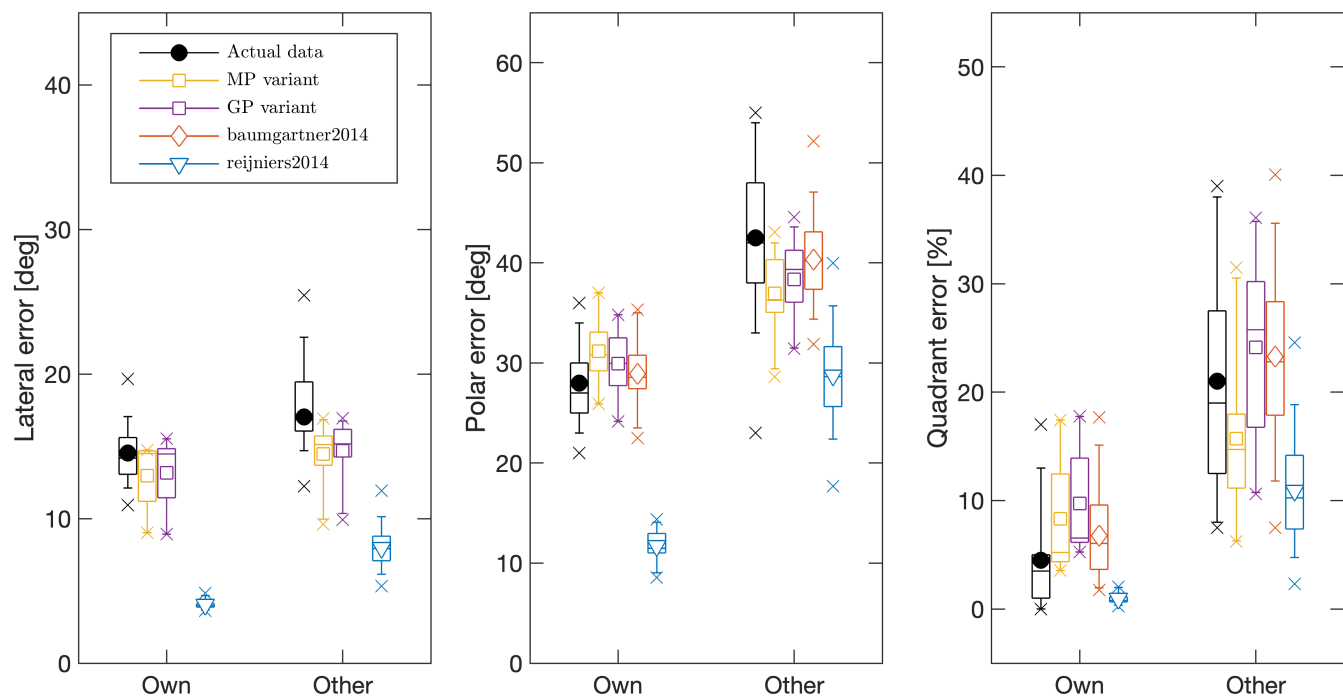 Lateral error [deg]
40
30
20
10
0
Own
Other
Actual data
MP variant
GP variant
baumgartner2014
reijniers2014
Polar error [deg]
60
50
40
30
20
10
0
Own
Other
Quadrant error [%]
50
40
30
20
10
0
Own
Other